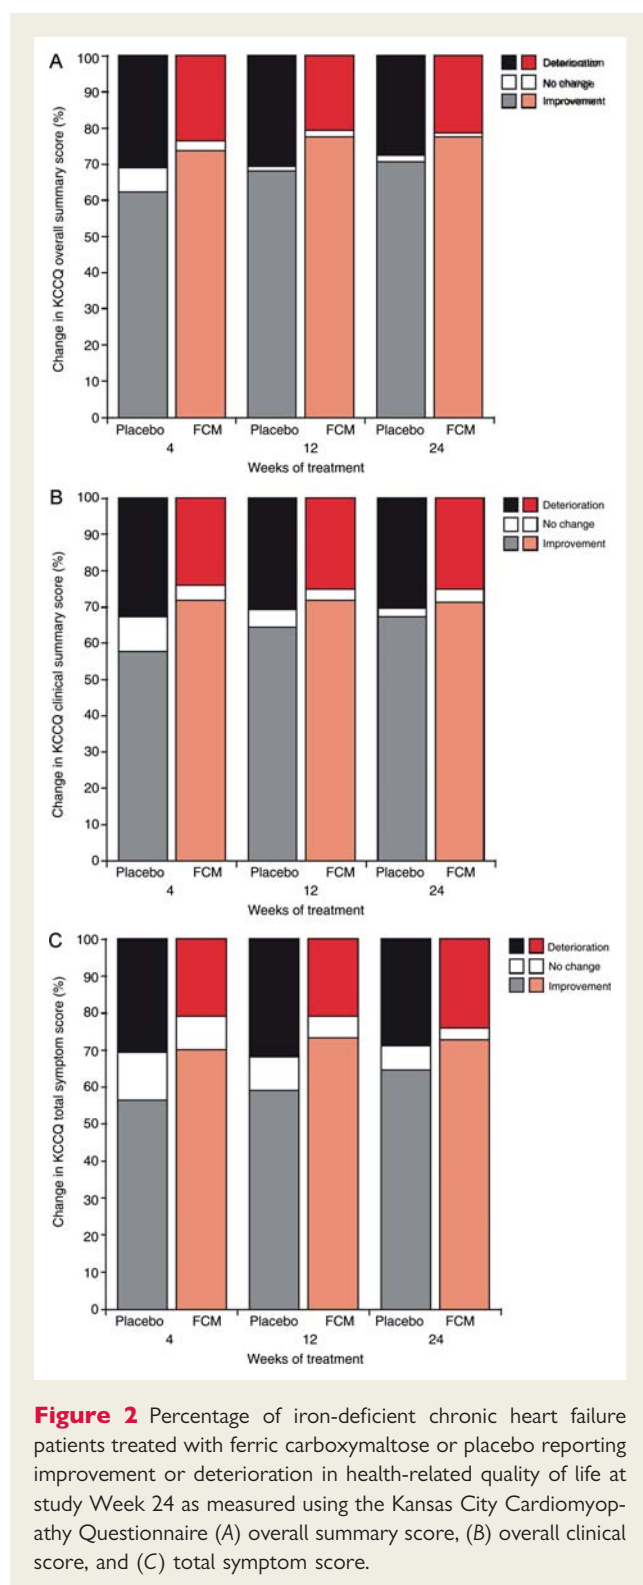 A
Change in KCCQ overall summary score (%)
100
90
80
70
60
50
40
30
20
10
0
Deterioration
No change
Improvement
Placebo FCM Placebo FCM Placebo FCM
4 12 24
Weeks of treatment
B
Change in KCCQ clinical summary score (%)
100
90
80
70
60
50
40
30
20
10
0
Deterioration
No change
Improvement
Placebo FCM Placebo FCM Placebo FCM
4 12 24
Weeks of treatment
C
Change in KCCQ total symptom score (%)
100
90
80
70
60
50
40
30
20
10
0
Deterioration
No change
Improvement
Placebo FCM Placebo FCM Placebo FCM
4 12 24
Weeks of treatment
Figure 2 Percentage of iron-deficient chronic heart failure
patients treated with ferric carboxymaltose or placebo reporting
improvement or deterioration in health-related quality of life at
study Week 24 as measured using the Kansas City Cardiomyop-
athy Questionnaire (A) overall summary score, (B) overall clinical
score, and (C) total symptom score.